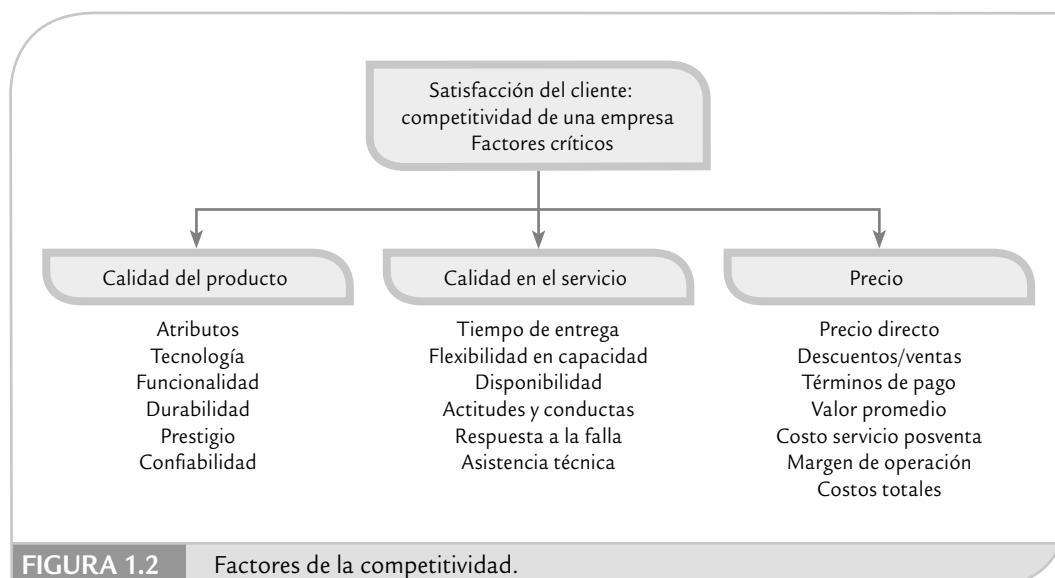 Satisfacción del cliente:
competitividad de una empresa
Factores críticos
Calidad del producto
Atributos
Tecnología
Funcionalidad
Durabilidad
Prestigio
Confiabilidad
Calidad en el servicio
Tiempo de entrega
Flexibilidad en capacidad
Disponibilidad
Actitudes y conductas
Respuesta a la falla
Asistencia técnica
Precio
Precio directo
Descuentos/ventas
Términos de pago
Valor promedio
Costo servicio posventa
Margen de operación
Costos totales
FIGURA 1.2 Factores de la competitividad.